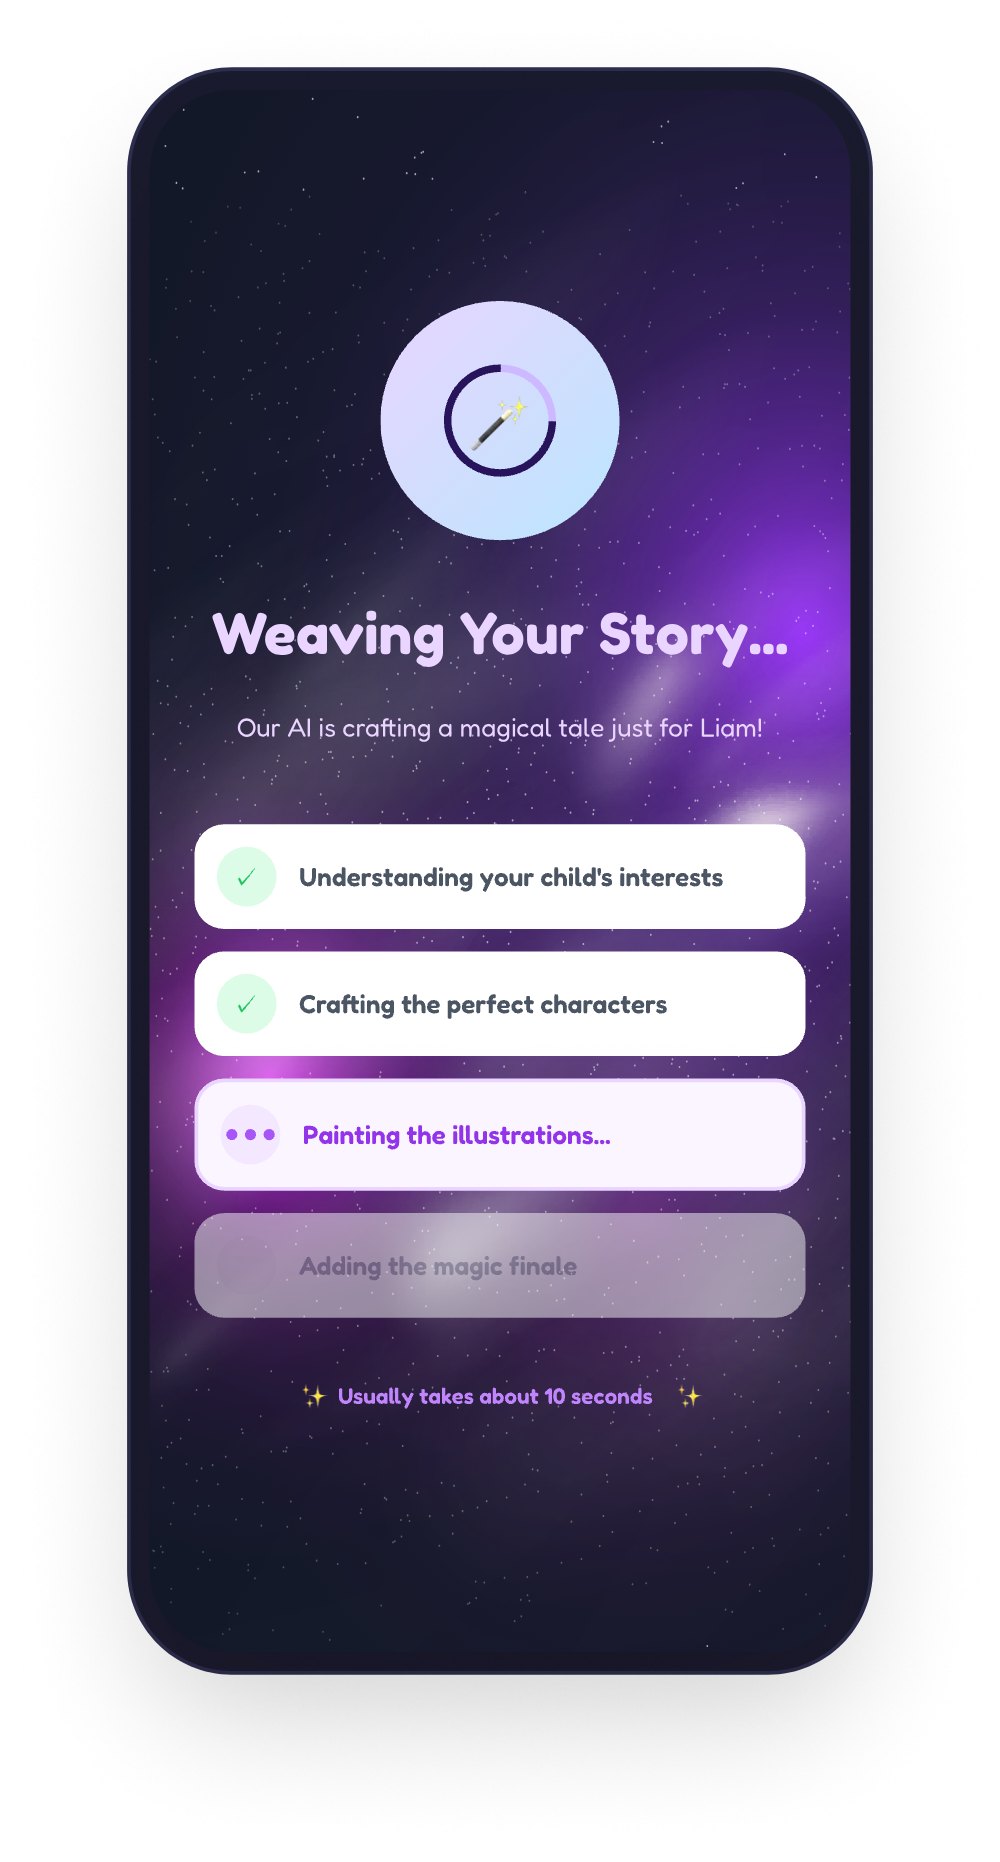 Weaving Your Story...
Our AI is crafting a magical tale just for Liam!
Understanding your child's interests
Crafting the perfect characters
Painting the illustrations...
Adding the magic finale
✨ Usually takes about 10 seconds ✨